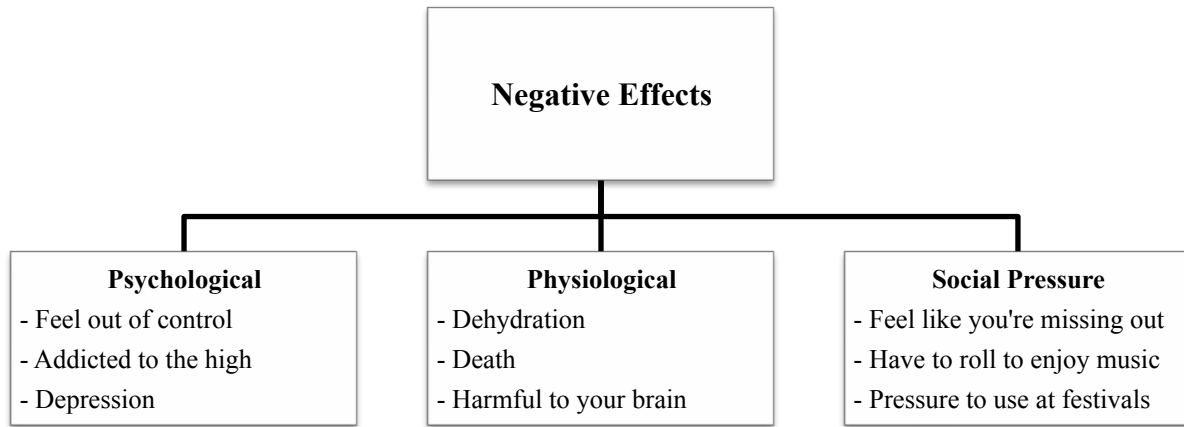 Negative Effects
Psychological
- Feel out of control
- Addicted to the high
- Depression
Physiological
- Dehydration
- Death
- Harmful to your brain
Social Pressure
- Feel like you're missing out
- Have to roll to enjoy music
- Pressure to use at festivals